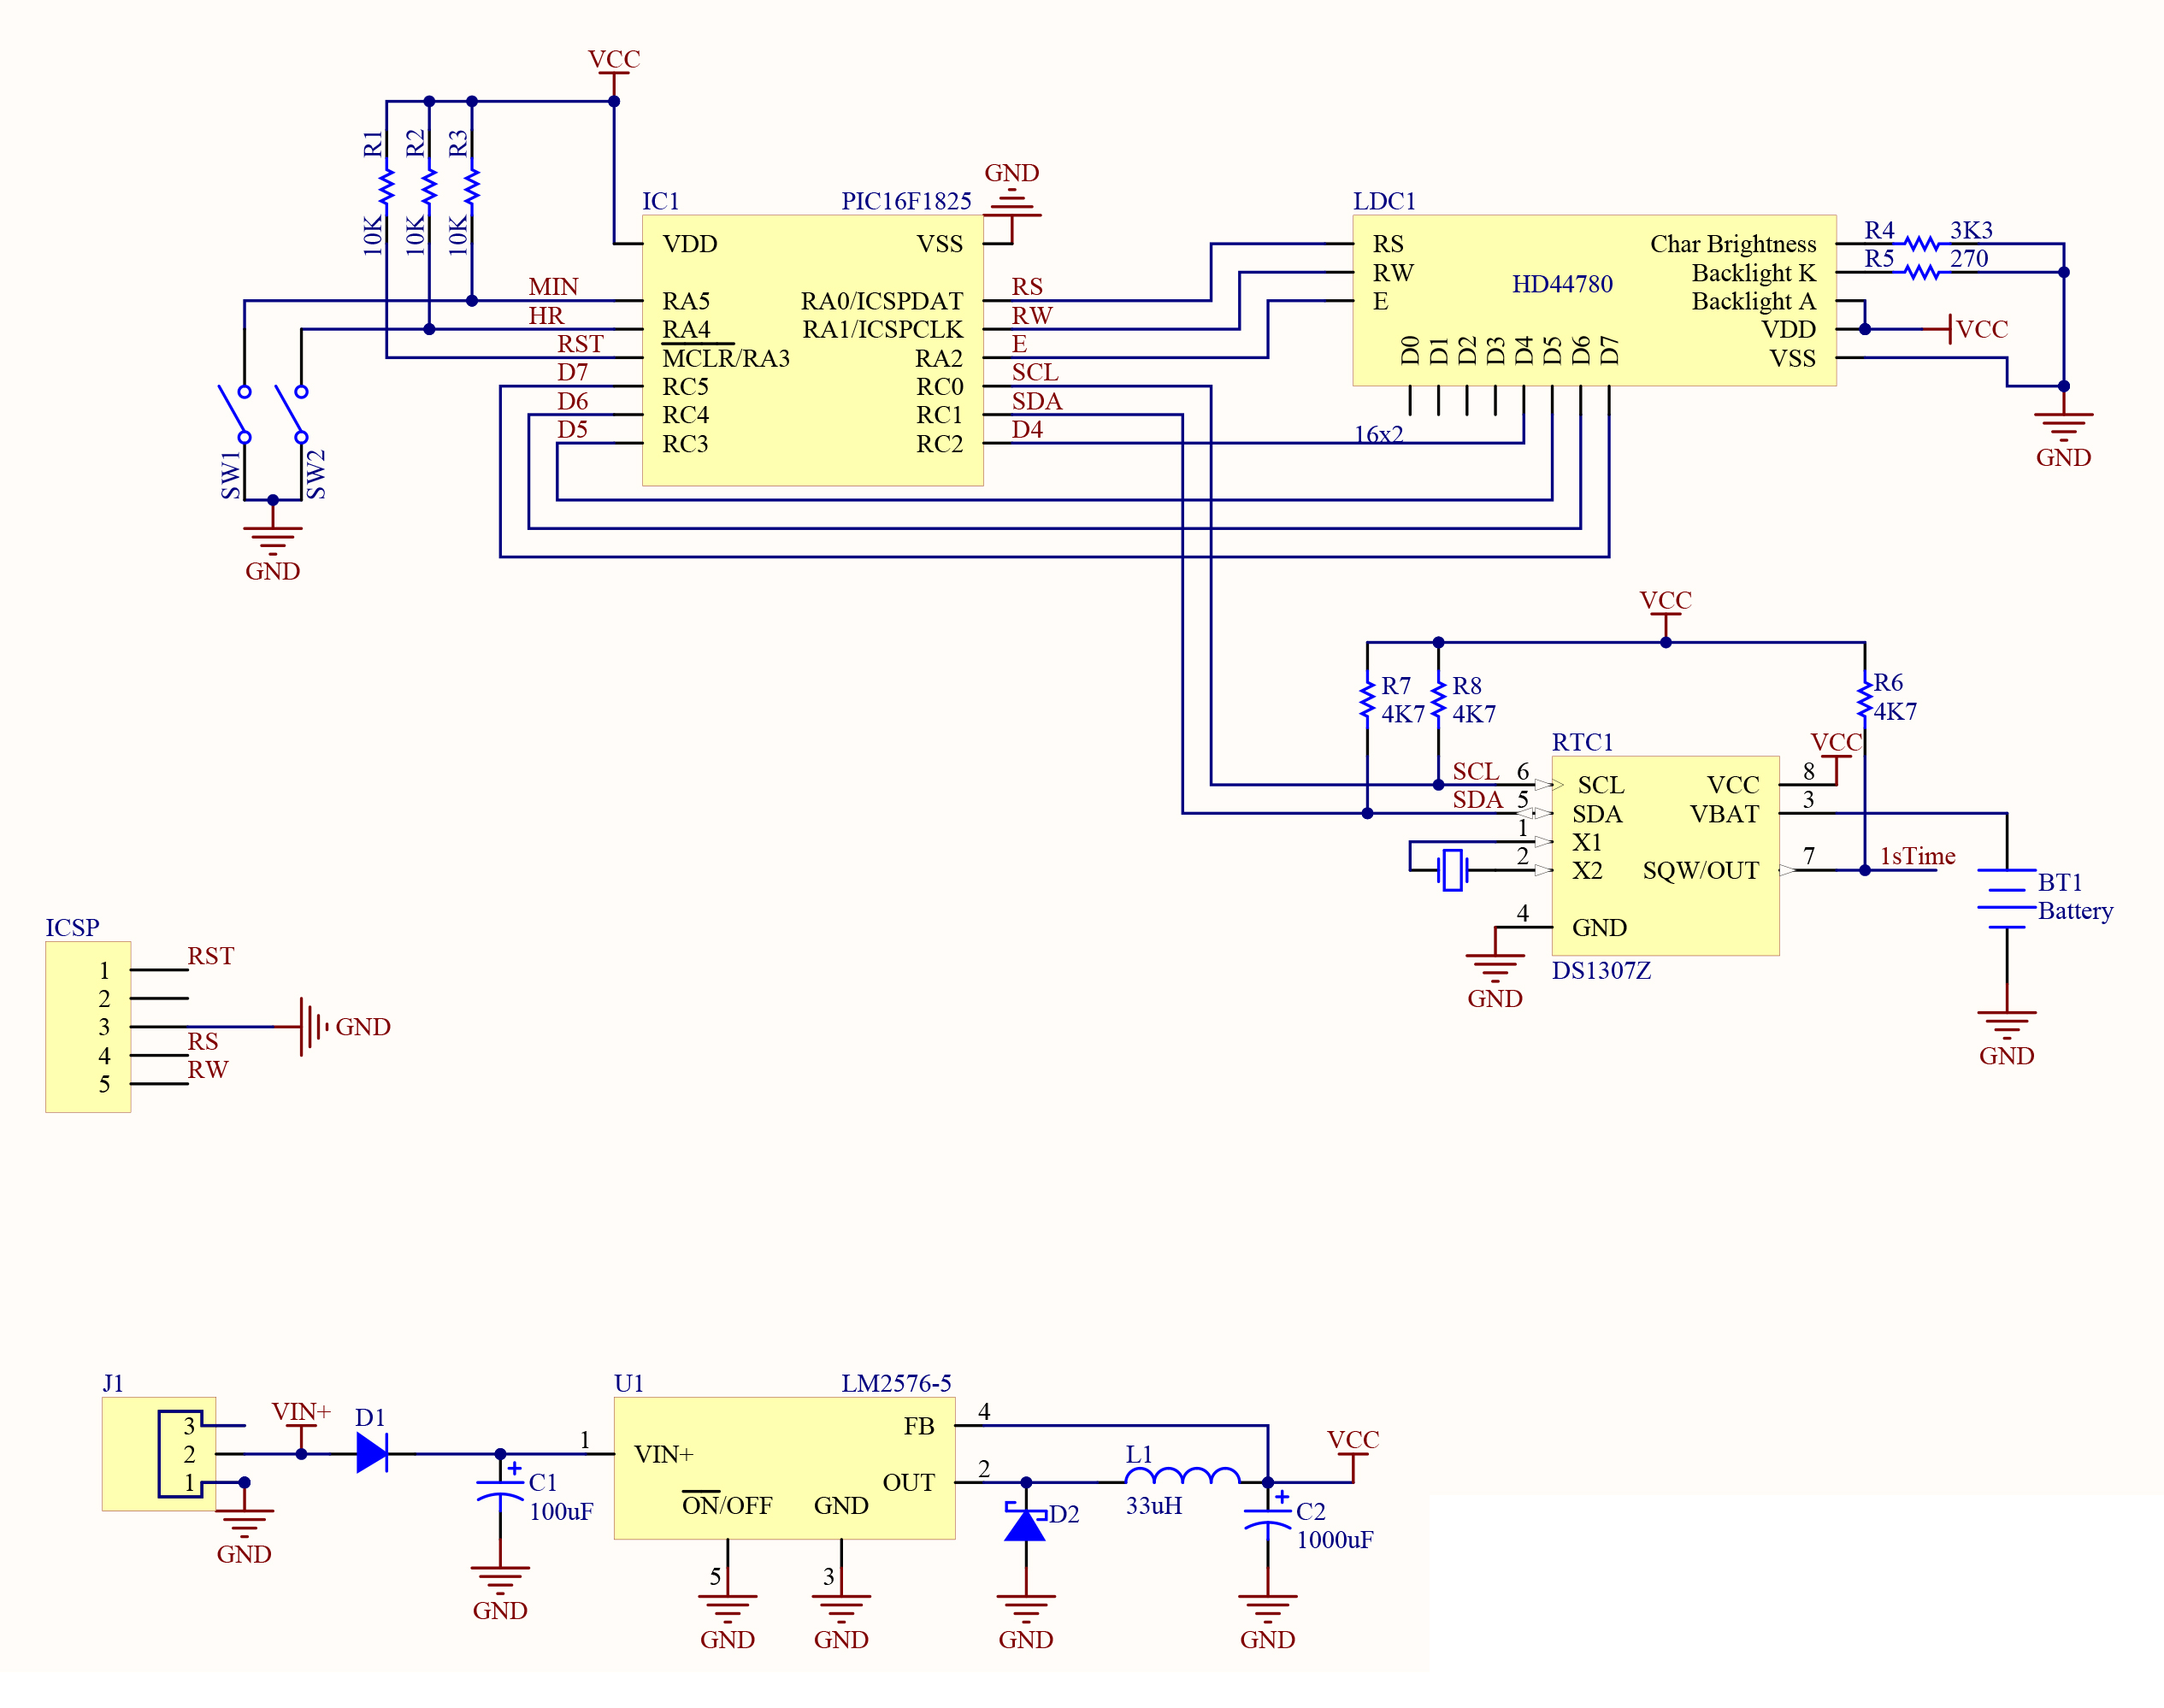 VCC
R1
R2
R3
10K
10K
10K
MIN
HR
RST
D7
D6
D5
SW1
SW2
GND
IC1
PIC16F1825
VDD
VSS
RA5
RA0/ICSPDAT
RA4
RA1/ICSPCLK
MCLR/RA3
RA2
RC5
RC0
RC4
RC1
RC3
RC2
GND
RS
RW
E
SCL
SDA
D4
LDC1
RS
RW
E
HD44780
Char Brightness
Backlight K
Backlight A
VDD
VSS
D0
D1
D2
D3
D4
D5
D6
D7
16x2
R4
3K3
R5
270
VCC
GND
VCC
R7
4K7
R8
4K7
R6
4K7
RTC1
VCC
SCL
6
SDA
5
1
2
4
SCL
SDA
X1
X2
GND
VCC
VBAT
SQW/OUT
8
3
7
1sTime
DS1307Z
GND
BT1
Battery
GND
ICSP
1
2
3
4
5
RST
GND
RS
RW
J1
3
2
1
VIN+
GND
D1
C1
100uF
GND
U1
LM2576-5
1
VIN+
FB
4
OUT
2
ON/OFF
GND
5
3
GND
GND
D2
GND
L1
33uH
VCC
C2
1000uF
GND